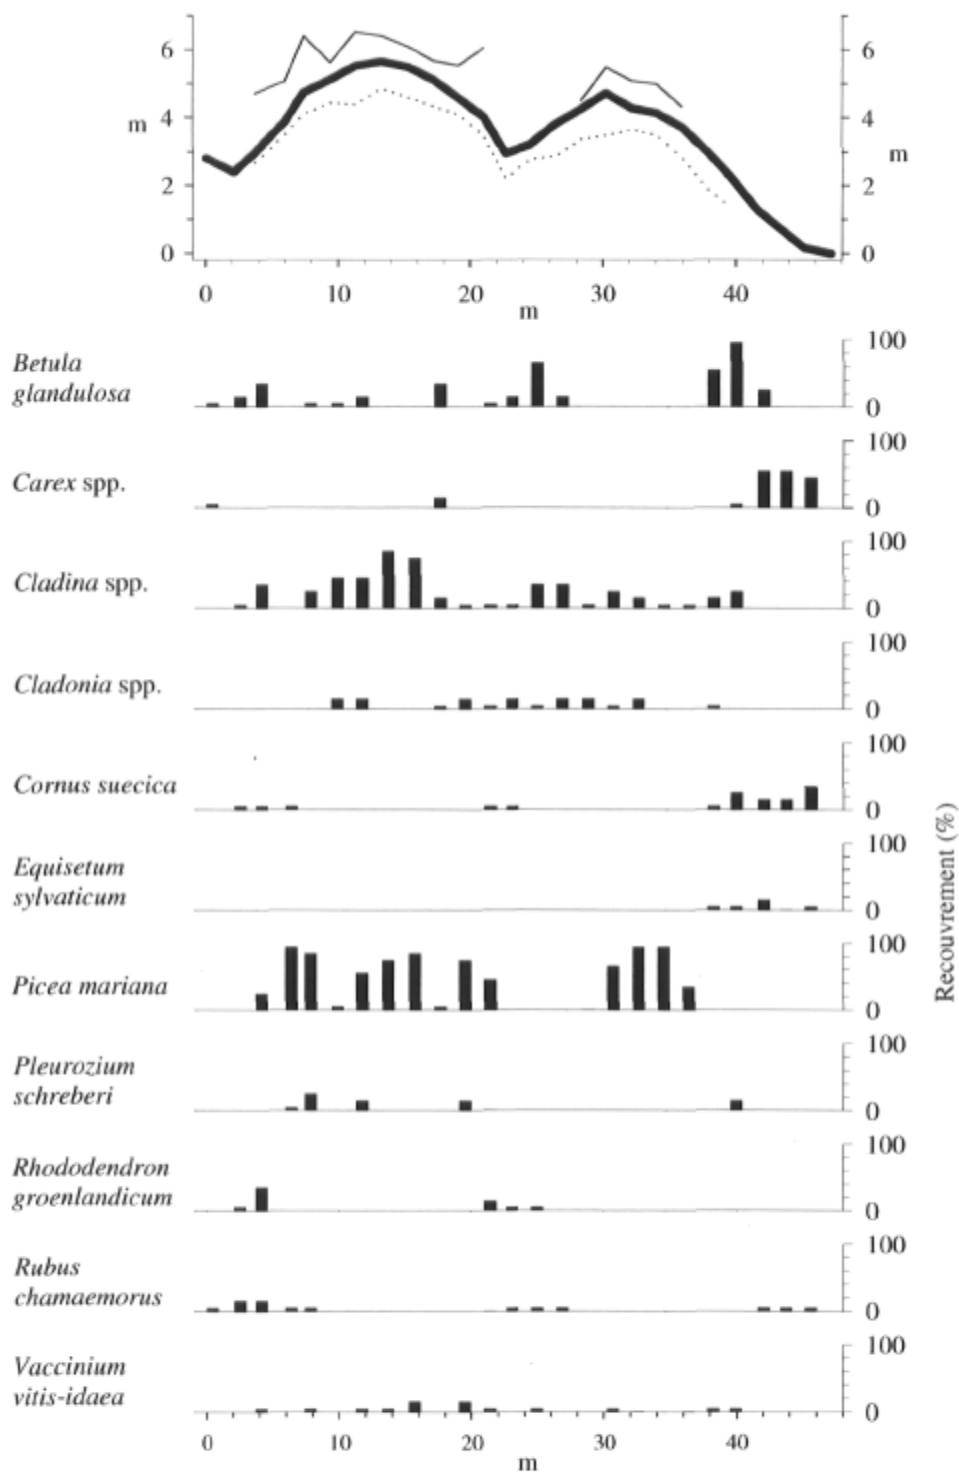 6 6
4 4
m
m
2 2
0 0
0 10 20 30 40
m
Betula
glandulosa
100
0
Carex spp.
100
0
Cladina spp.
100
0
Cladonia spp.
100
0
Cornus suecica
100
0
Equisetum
sylvaticum
100
0
Picea mariana
100
0
Pleurozium
schreberi
100
0
Rhododendron
groenlandicum
100
0
Rubus
chamaemorus
100
0
Vaccinium
vitis-idaea
100
0
Recouvrement (%)
0 10 20 30 40
m